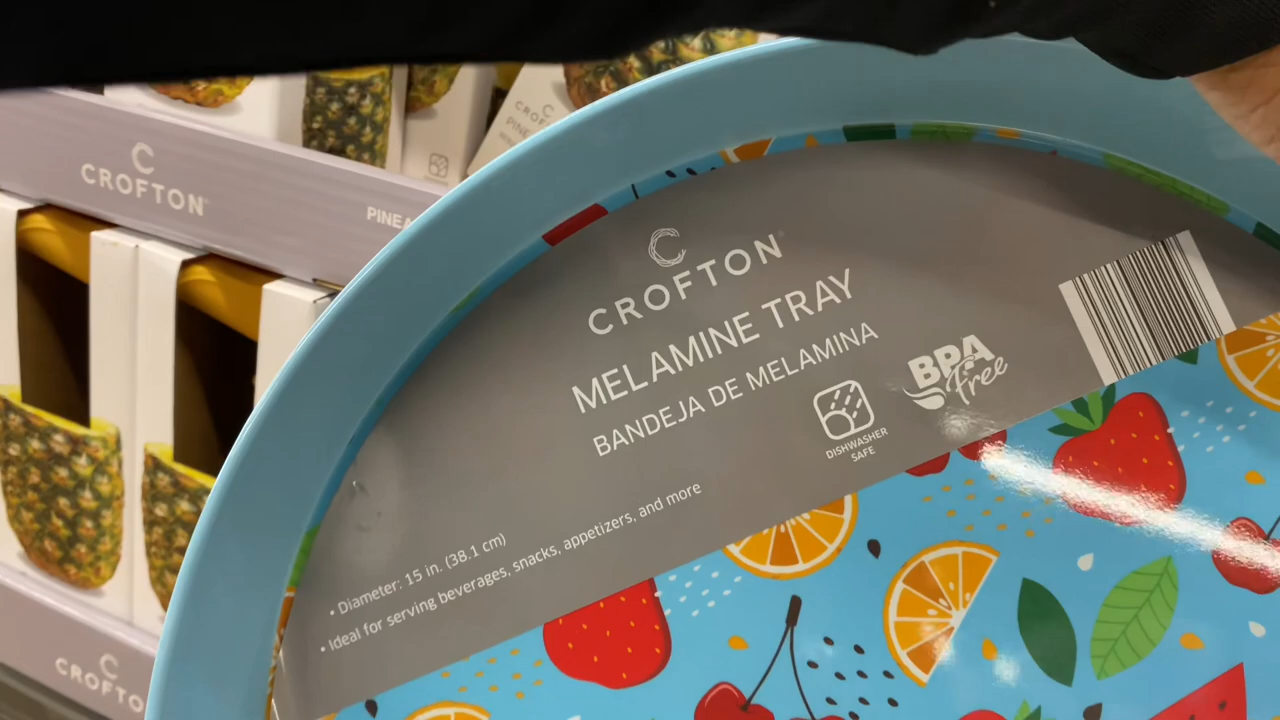 CROFTON
PINEA
CROFTON
MELAMINE TRAY
BANDEJA DE MELAMINA
DISHWASHER
SAFE
BPA
Free
• Diameter: 15 in. (38.1 cm)
• Ideal for serving beverages, snacks, appetizers, and more
CROFTO